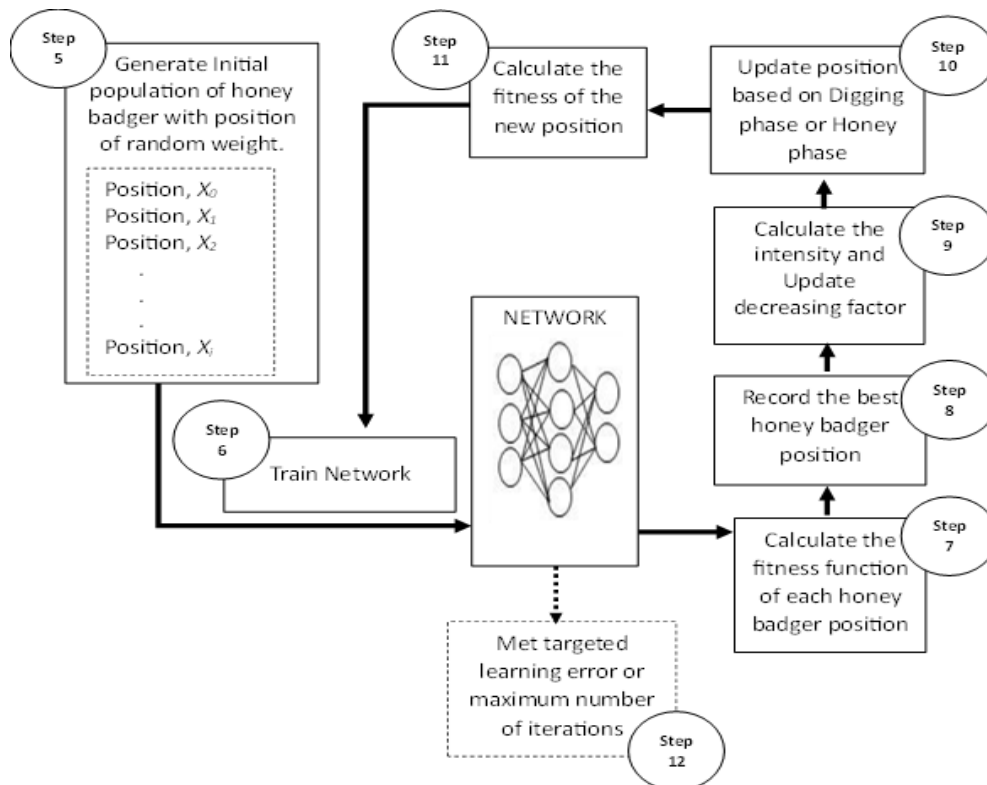 Step
5
Generate Initial
population of honey
badger with position
of random weight.
Position, X₀
Position, X₁
Position, X₂
.
.
.
Position, Xᵢ
Step
6
Train Network
NETWORK
Step
7
Calculate the
fitness function
of each honey
badger position
Step
8
Record the best
honey badger
position
Step
9
Calculate the
intensity and
Update
decreasing factor
Step
10
Update position
based on Digging
phase or Honey
phase
Step
11
Calculate the
fitness of the
new position
Met targeted
learning error or
maximum number
of iterations
Step
12